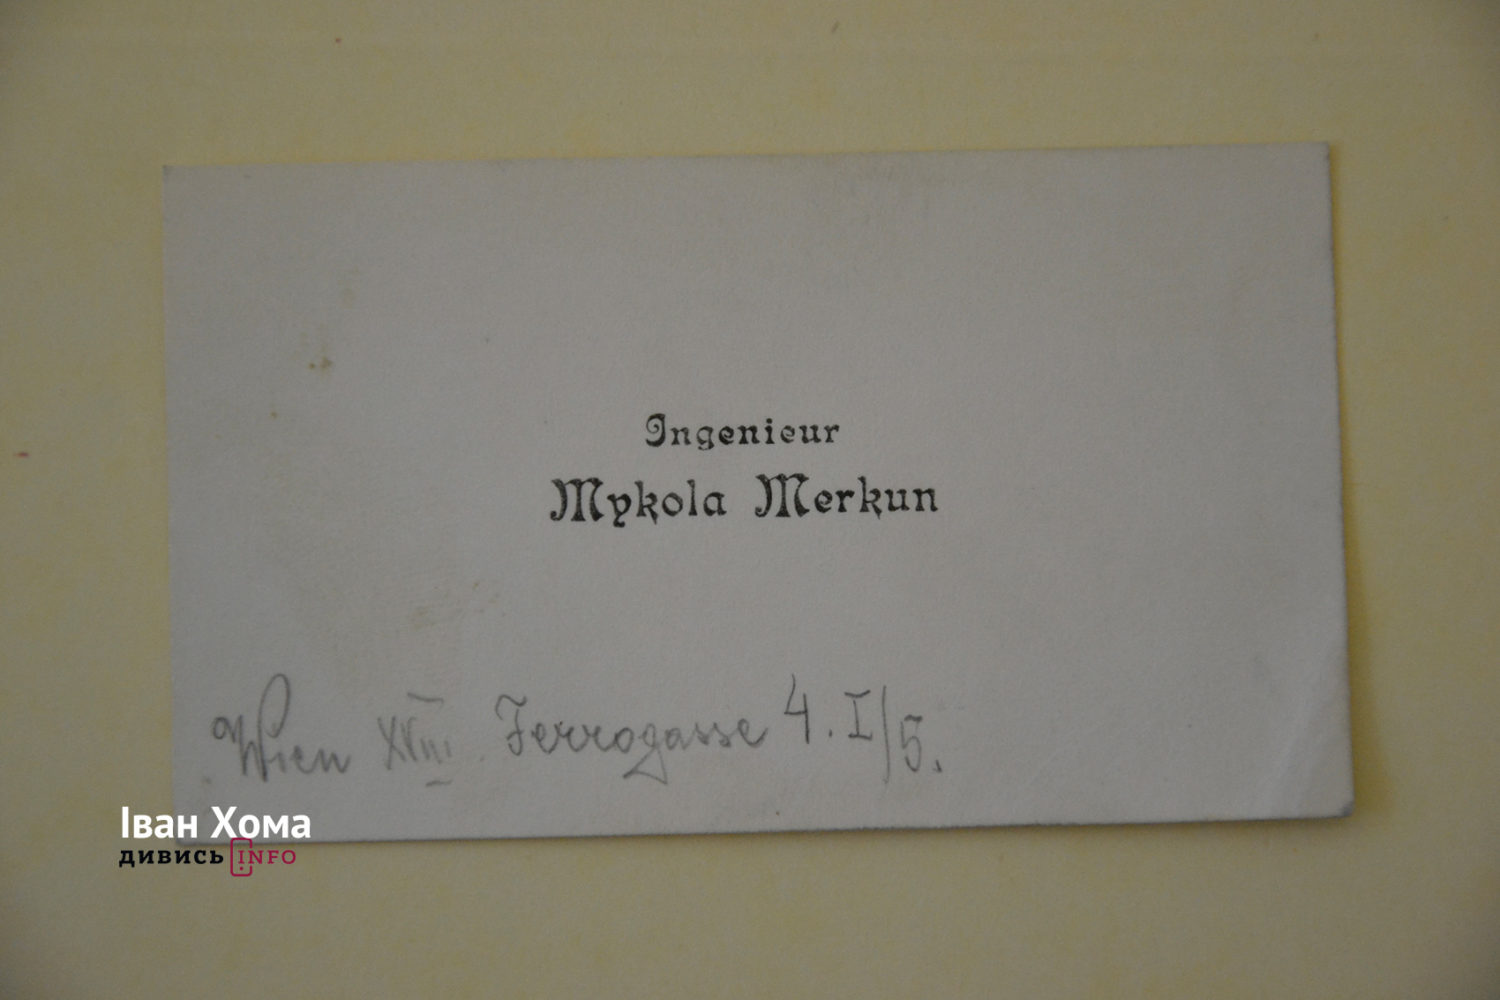 Ingenieur
Mykola Merkun
Wien XVIII. Ferrogasse 4. I/5.
Іван Хома
дивись INFO